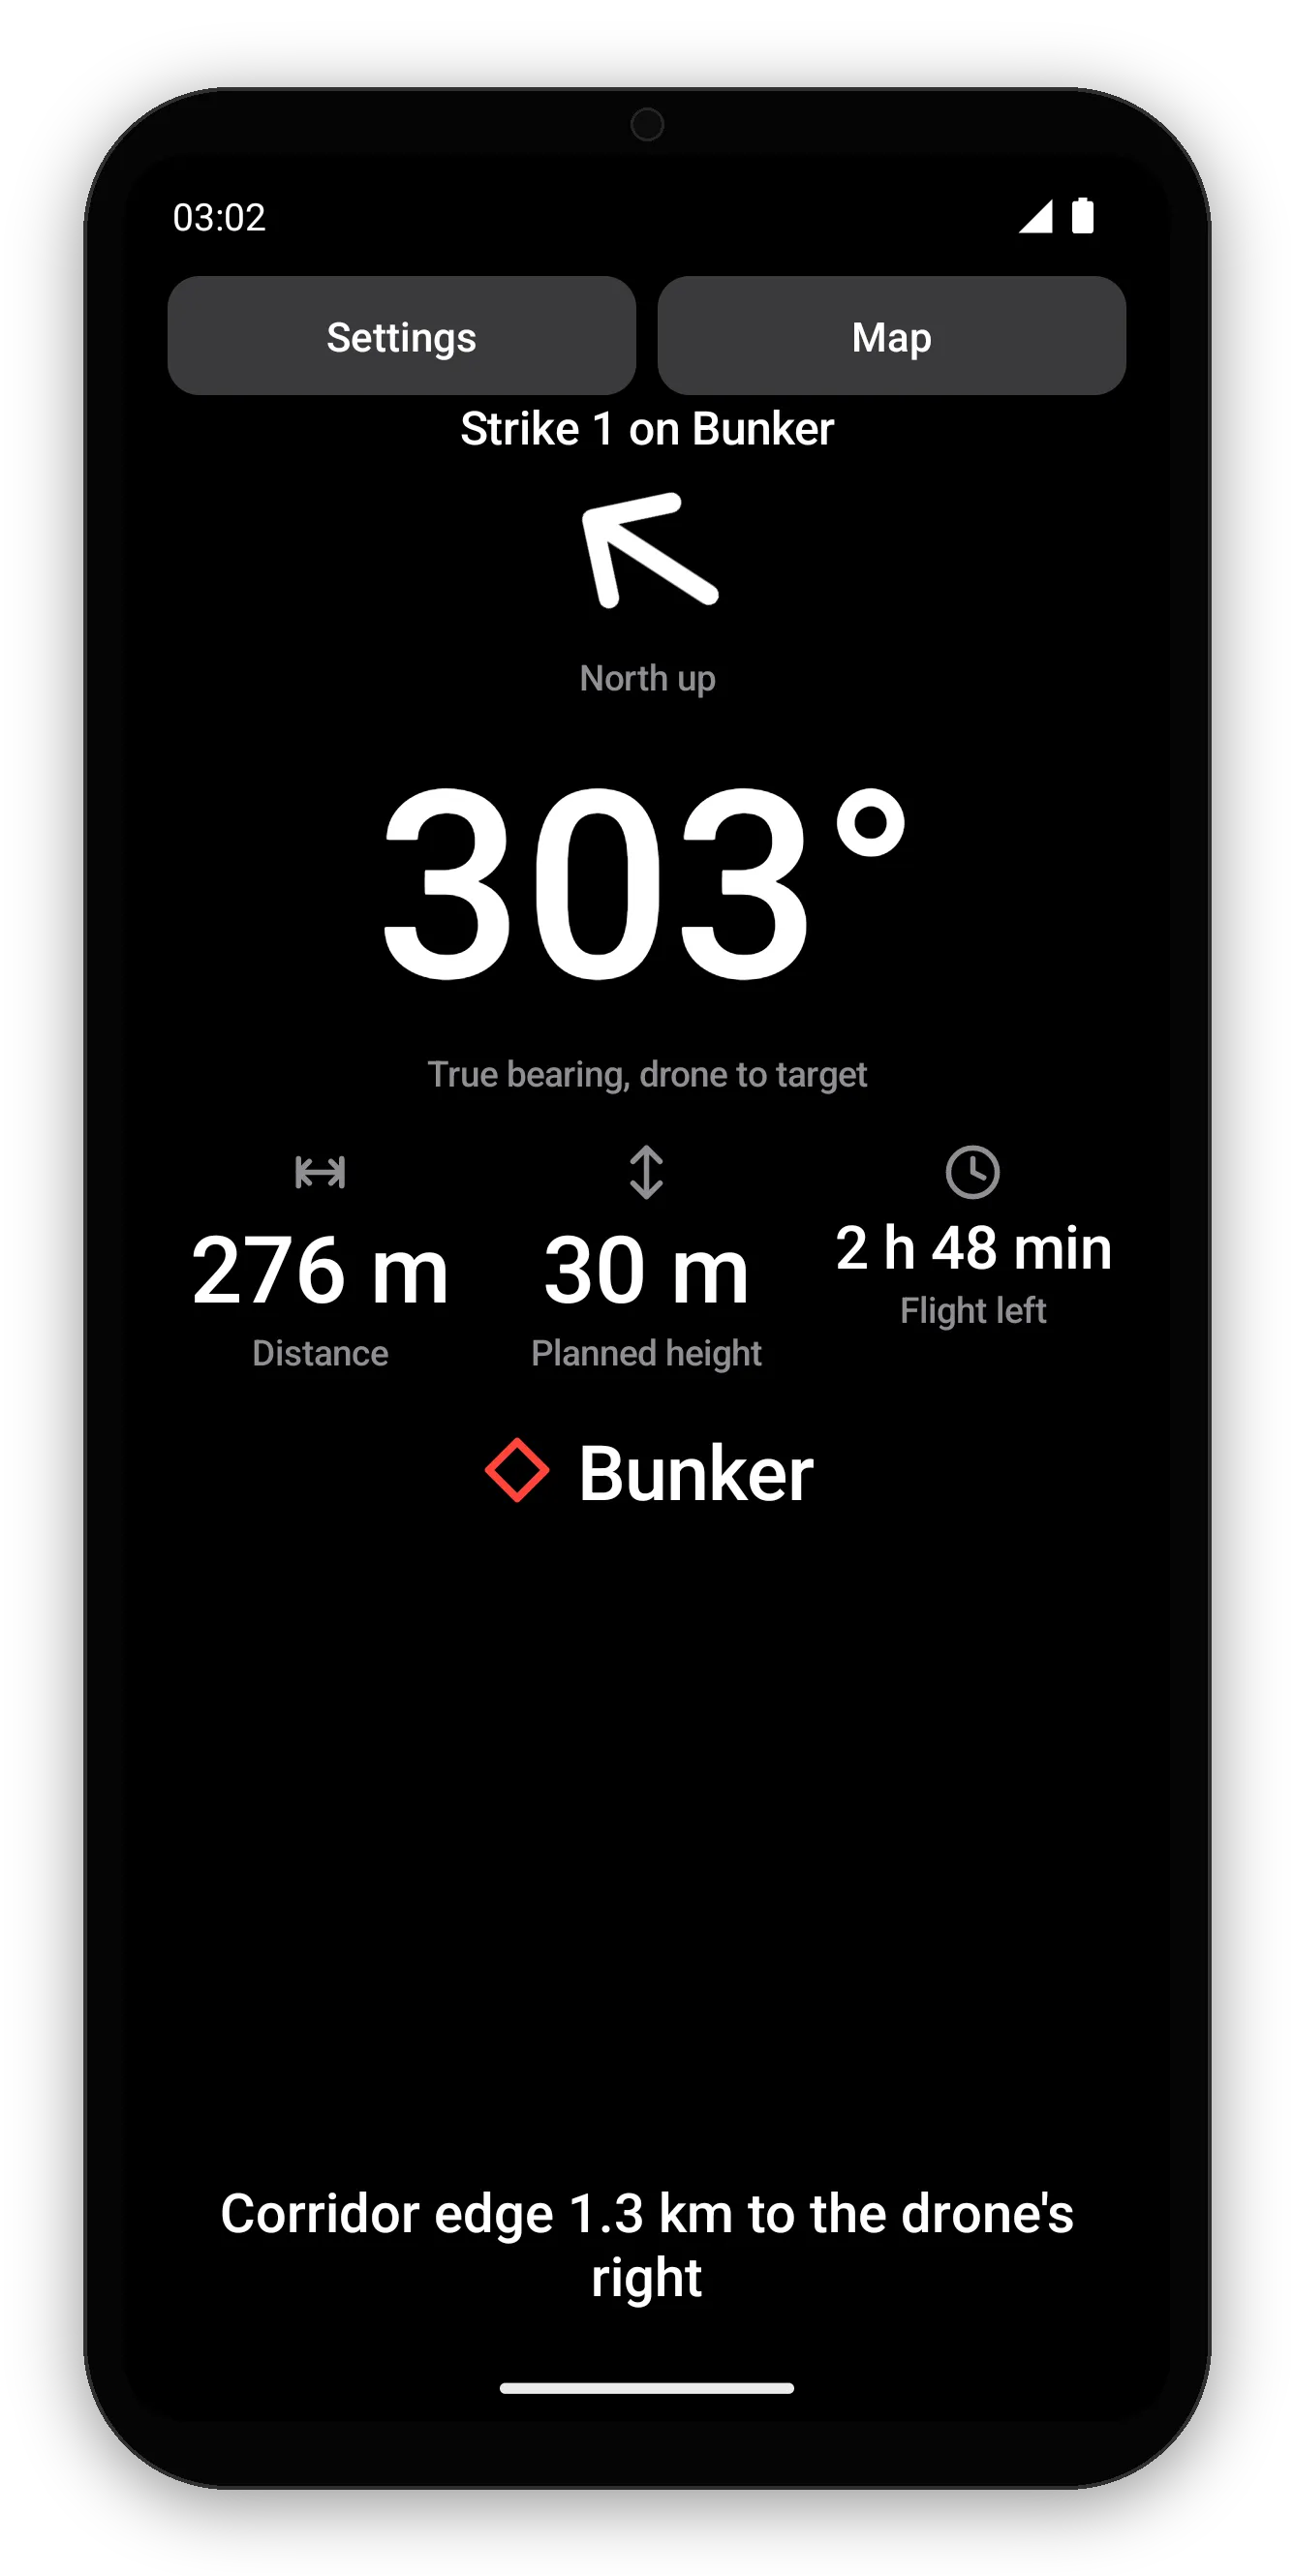 03:02
Settings
Map
Strike 1 on Bunker
North up
303°
True bearing, drone to target
276 m
30 m
2 h 48 min
Distance
Planned height
Flight left
Bunker
Corridor edge 1.3 km to the drone's
right